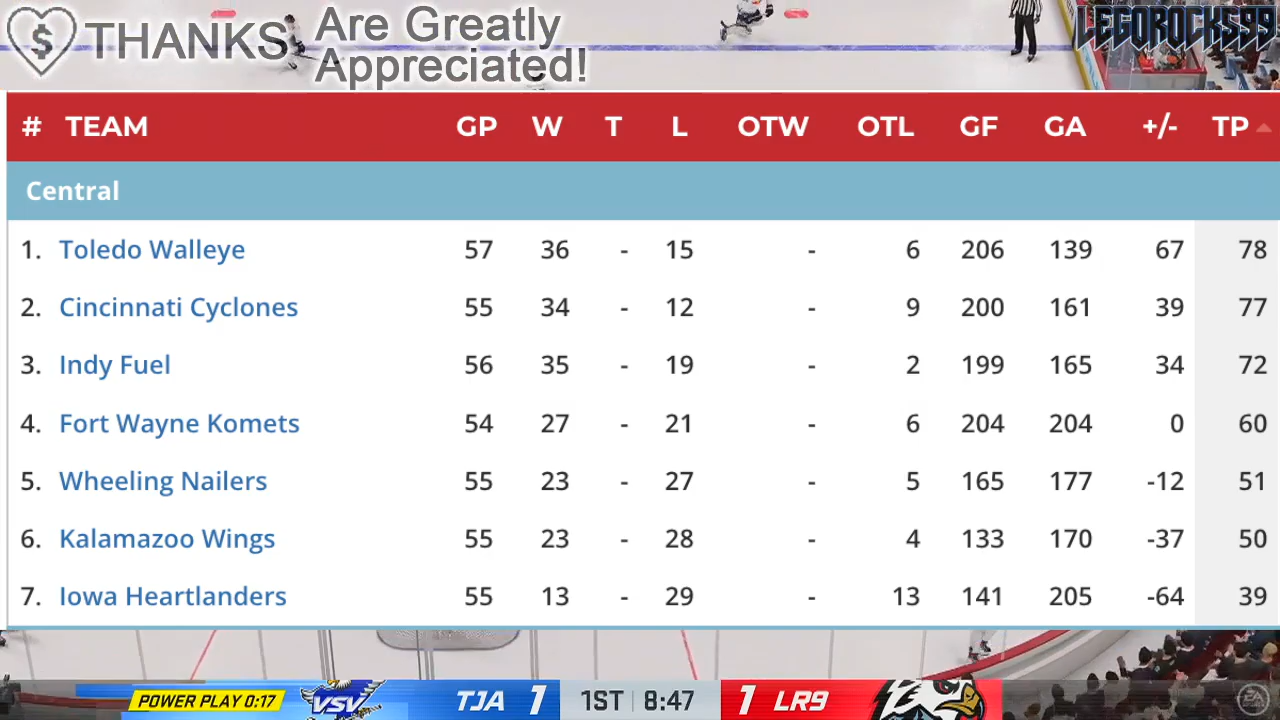 $ THANKS Are Greatly
Appreciated!
LEGOROCKS99
# TEAM GP W T L OTW OTL GF GA +/- TP
Central
1. Toledo Walleye 57 36 - 15 - 6 206 139 67 78
2. Cincinnati Cyclones 55 34 - 12 - 9 200 161 39 77
3. Indy Fuel 56 35 - 19 - 2 199 165 34 72
4. Fort Wayne Komets 54 27 - 21 - 6 204 204 0 60
5. Wheeling Nailers 55 23 - 27 - 5 165 177 -12 51
6. Kalamazoo Wings 55 23 - 28 - 4 133 170 -37 50
7. Iowa Heartlanders 55 13 - 29 - 13 141 205 -64 39
POWER PLAY 0:17 VSV TJA 1 1ST 8:47 1 LR9
EA SPORTS